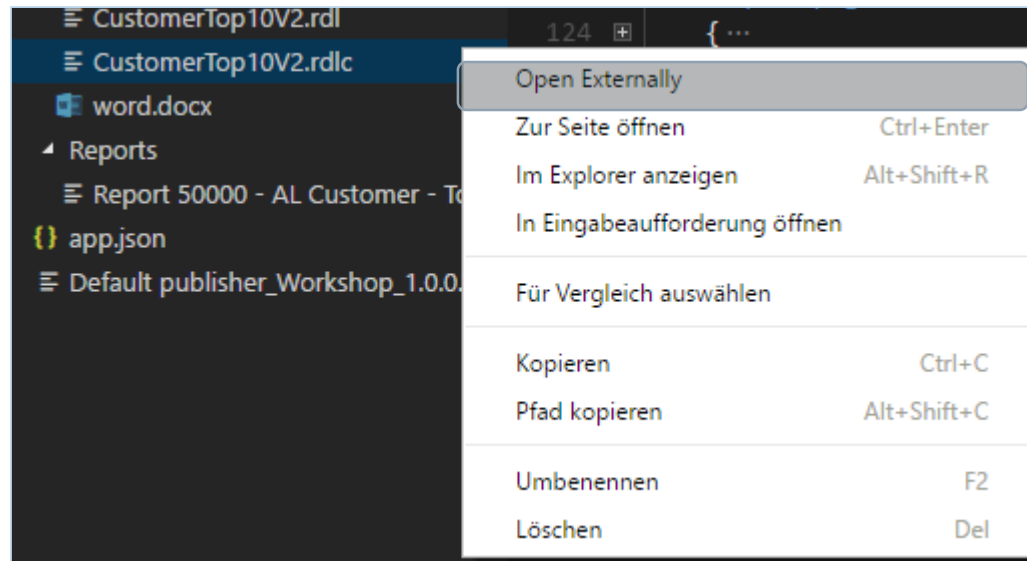 CustomerTop10V2.rdl
124 { ...
CustomerTop10V2.rdlc
word.docx
Reports
Report 50000 - AL Customer -
{} app.json
Default publisher_Workshop_1.0.0.
Open Externally
Zur Seite öffnen Ctrl+Enter
Im Explorer anzeigen Alt+Shift+R
In Eingabeaufforderung öffnen
Für Vergleich auswählen
Kopieren Ctrl+C
Pfad kopieren Alt+Shift+C
Umbenennen F2
Löschen Del